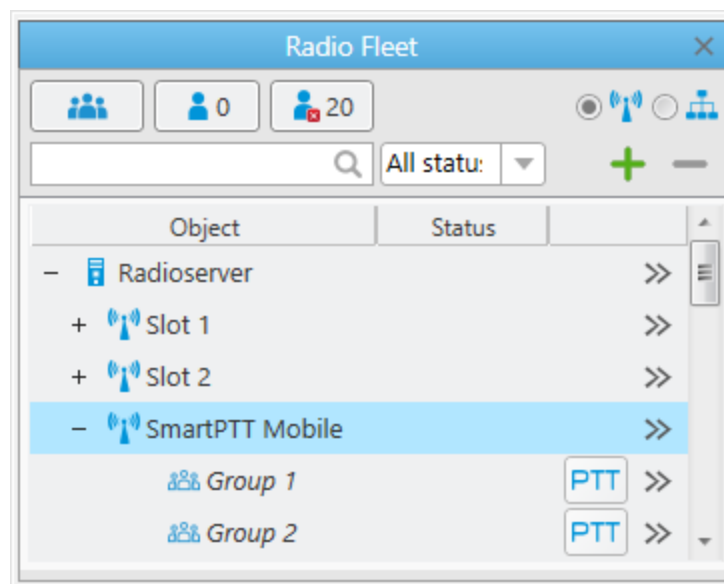 Radio Fleet
0
20
All statu:
Object Status
Radioserver
Slot 1
Slot 2
SmartPTT Mobile
Group 1 PTT
Group 2 PTT